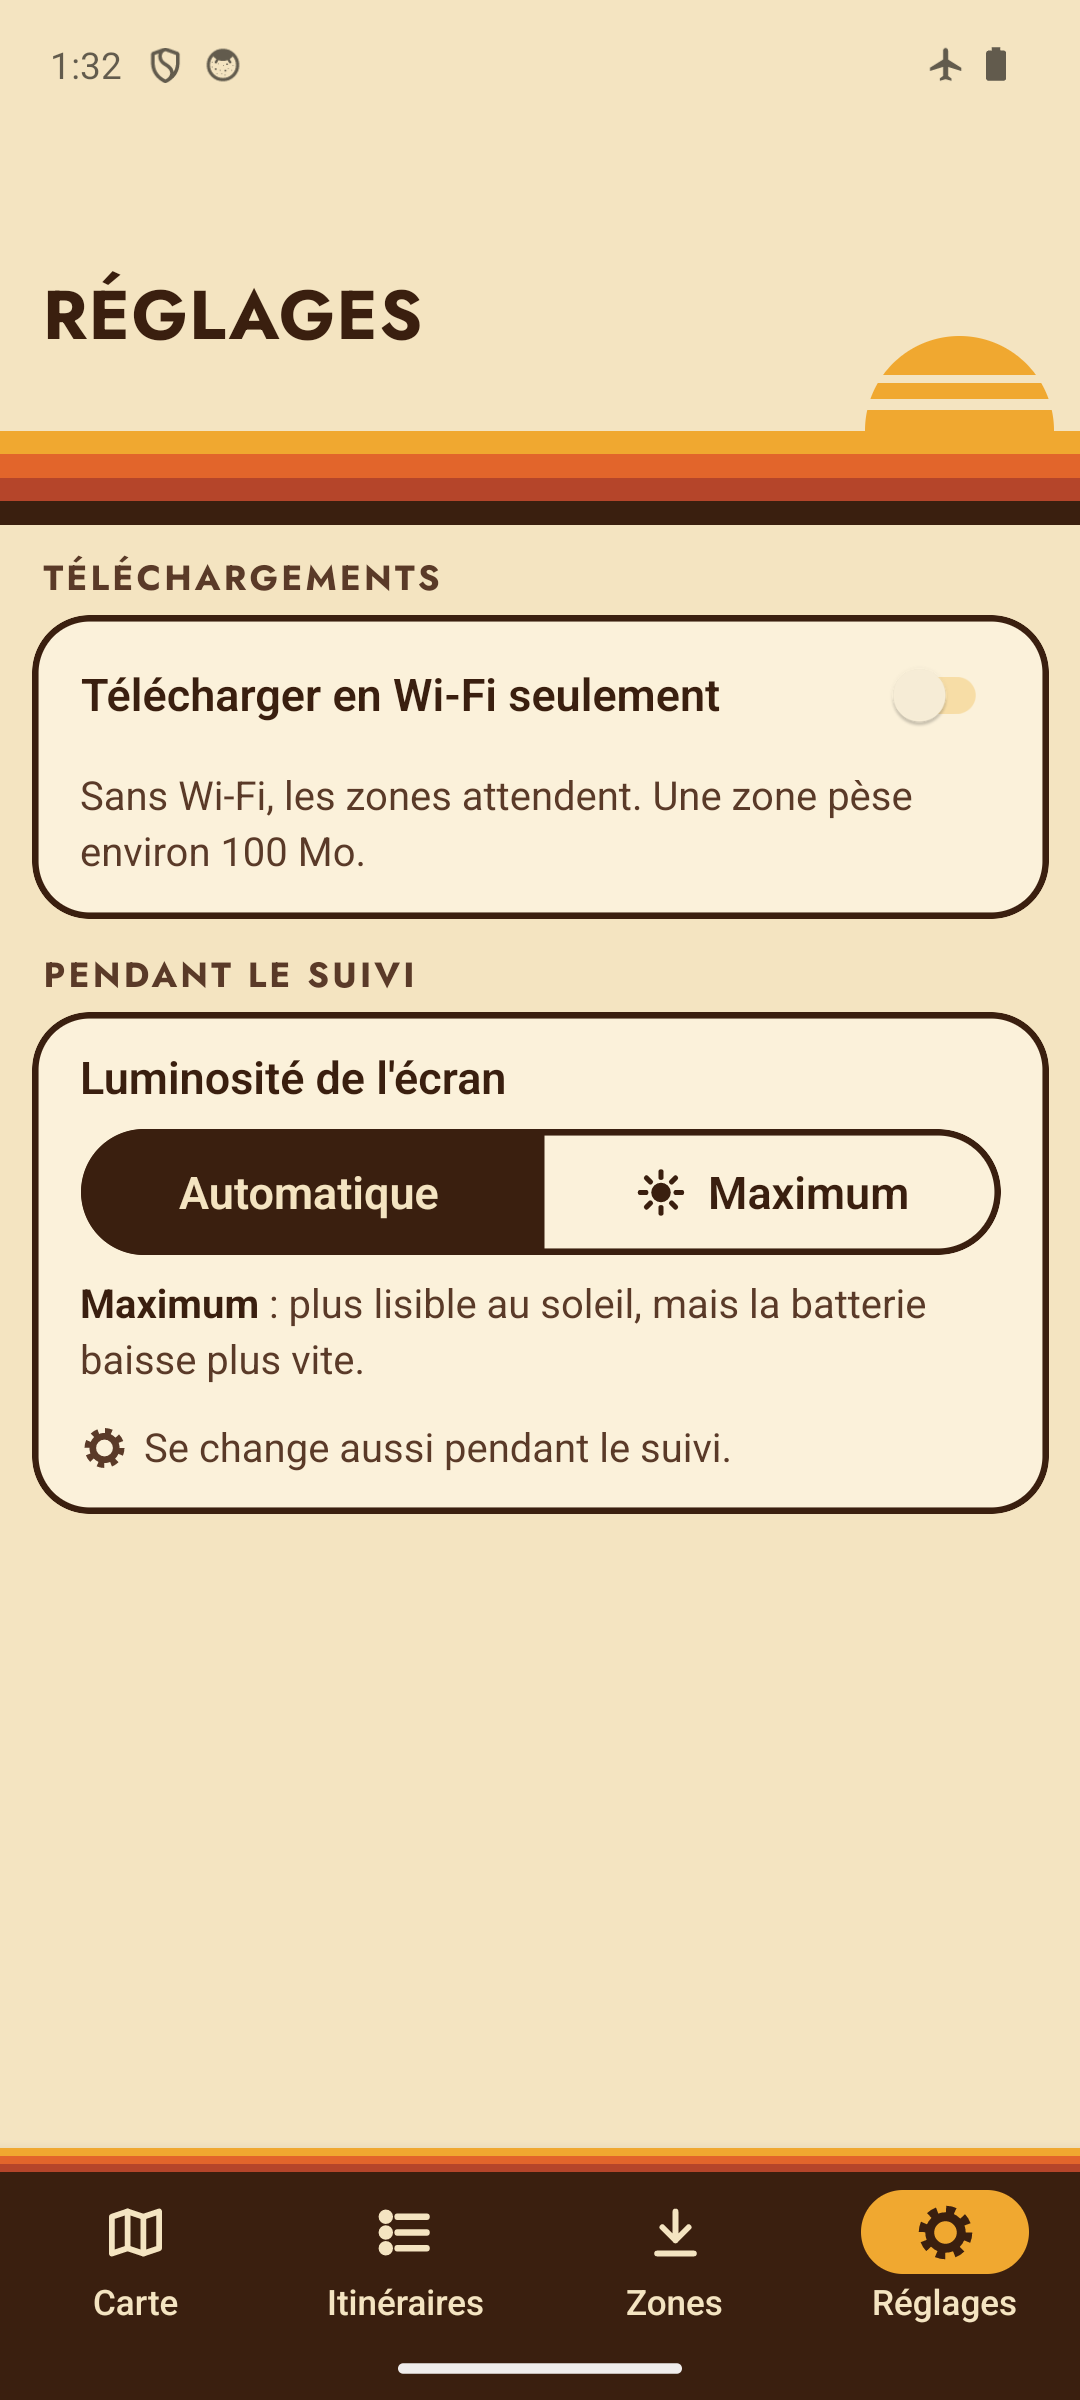 1:32
RÉGLAGES
TÉLÉCHARGEMENTS
Télécharger en Wi-Fi seulement
Sans Wi-Fi, les zones attendent. Une zone pèse
environ 100 Mo.
PENDANT LE SUIVI
Luminosité de l'écran
Automatique
Maximum
Maximum : plus lisible au soleil, mais la batterie
baisse plus vite.
Se change aussi pendant le suivi.
Carte
Itinéraires
Zones
Réglages